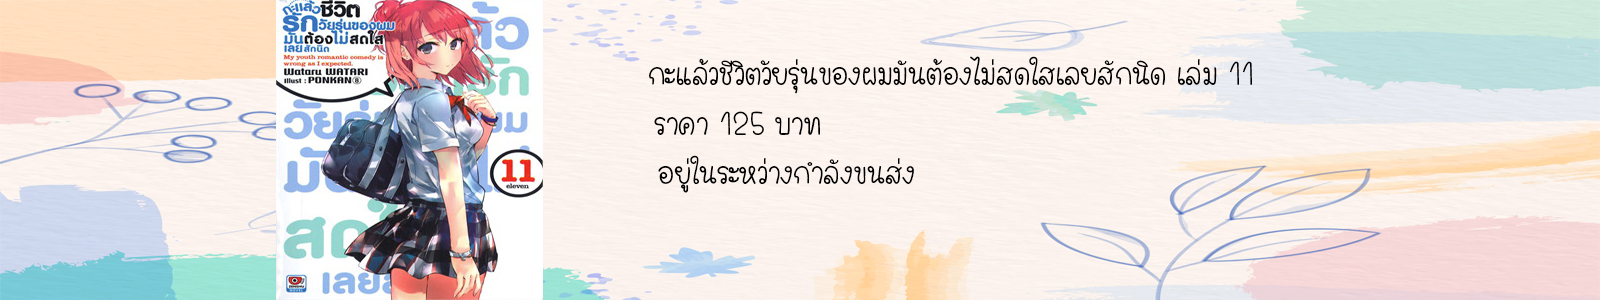 กะแล้วชีวิต
รักวัยรุ่นของผม
มันต้องไม่สดใส
เลยสักนิด
My youth romantic comedy is
wrong as I expected.
Wataru WATARI
Illust : PONKAN⑧
11
eleven
กะแล้วชีวิตวัยรุ่นของผมมันต้องไม่สดใสเลยสักนิด เล่ม 11
ราคา 125 บาท
อยู่ในระหว่างกำลังขนส่ง